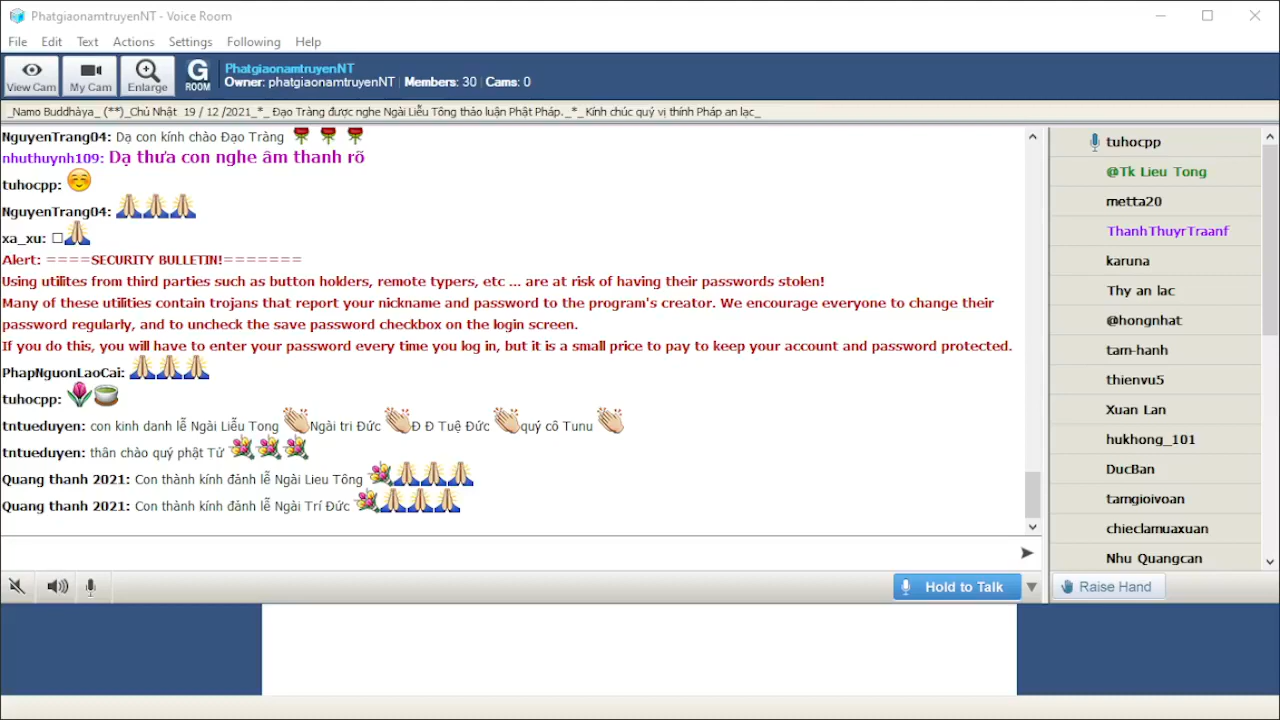 PhatgiaonamtruyenNT - Voice Room
File Edit Text Actions Settings Following Help
View Cam My Cam Enlarge G ROOM
PhatgiaonamtruyenNT
Owner: phatgiaonamtruyenNT | Members: 30 | Cams: 0
_Namo Buddhàya_ (**)_Chủ Nhật 19 / 12 /2021_*_ Đạo Tràng được nghe Ngài Liễu Tông thảo luận Phật Pháp._*_Kính chúc quý vị thính Pháp an lạc_
NguyenTrang04: Dạ con kính chào Đạo Tràng
nhuthuynh109: Dạ thưa con nghe âm thanh rõ
tuhocpp:
NguyenTrang04:
xa_xu: □
Alert: ====SECURITY BULLETIN!=======
Using utilites from third parties such as button holders, remote typers, etc ... are at risk of having their passwords stolen!
Many of these utilities contain trojans that report your nickname and password to the program's creator. We encourage everyone to change their
password regularly, and to uncheck the save password checkbox on the login screen.
If you do this, you will have to enter your password every time you log in, but it is a small price to pay to keep your account and password protected.
PhapNguonLaoCai:
tuhocpp:
tntueduyen: con kinh danh lễ Ngài Liễu Tong Ngài tri Đức Đ Đ Tuệ Đức quý cô Tunu
tntueduyen: thân chào quý phật Tử
Quang thanh 2021: Con thành kính đảnh lễ Ngài Lieu Tông
Quang thanh 2021: Con thành kính đảnh lễ Ngài Trí Đức
tuhocpp
@Tk Lieu Tong
metta20
ThanhThuyrTraanf
karuna
Thy an lac
@hongnhat
tam-hanh
thienvu5
Xuan Lan
hukhong_101
DucBan
tamgioivoan
chieclamuaxuan
Nhu Quangcan
Hold to Talk
Raise Hand